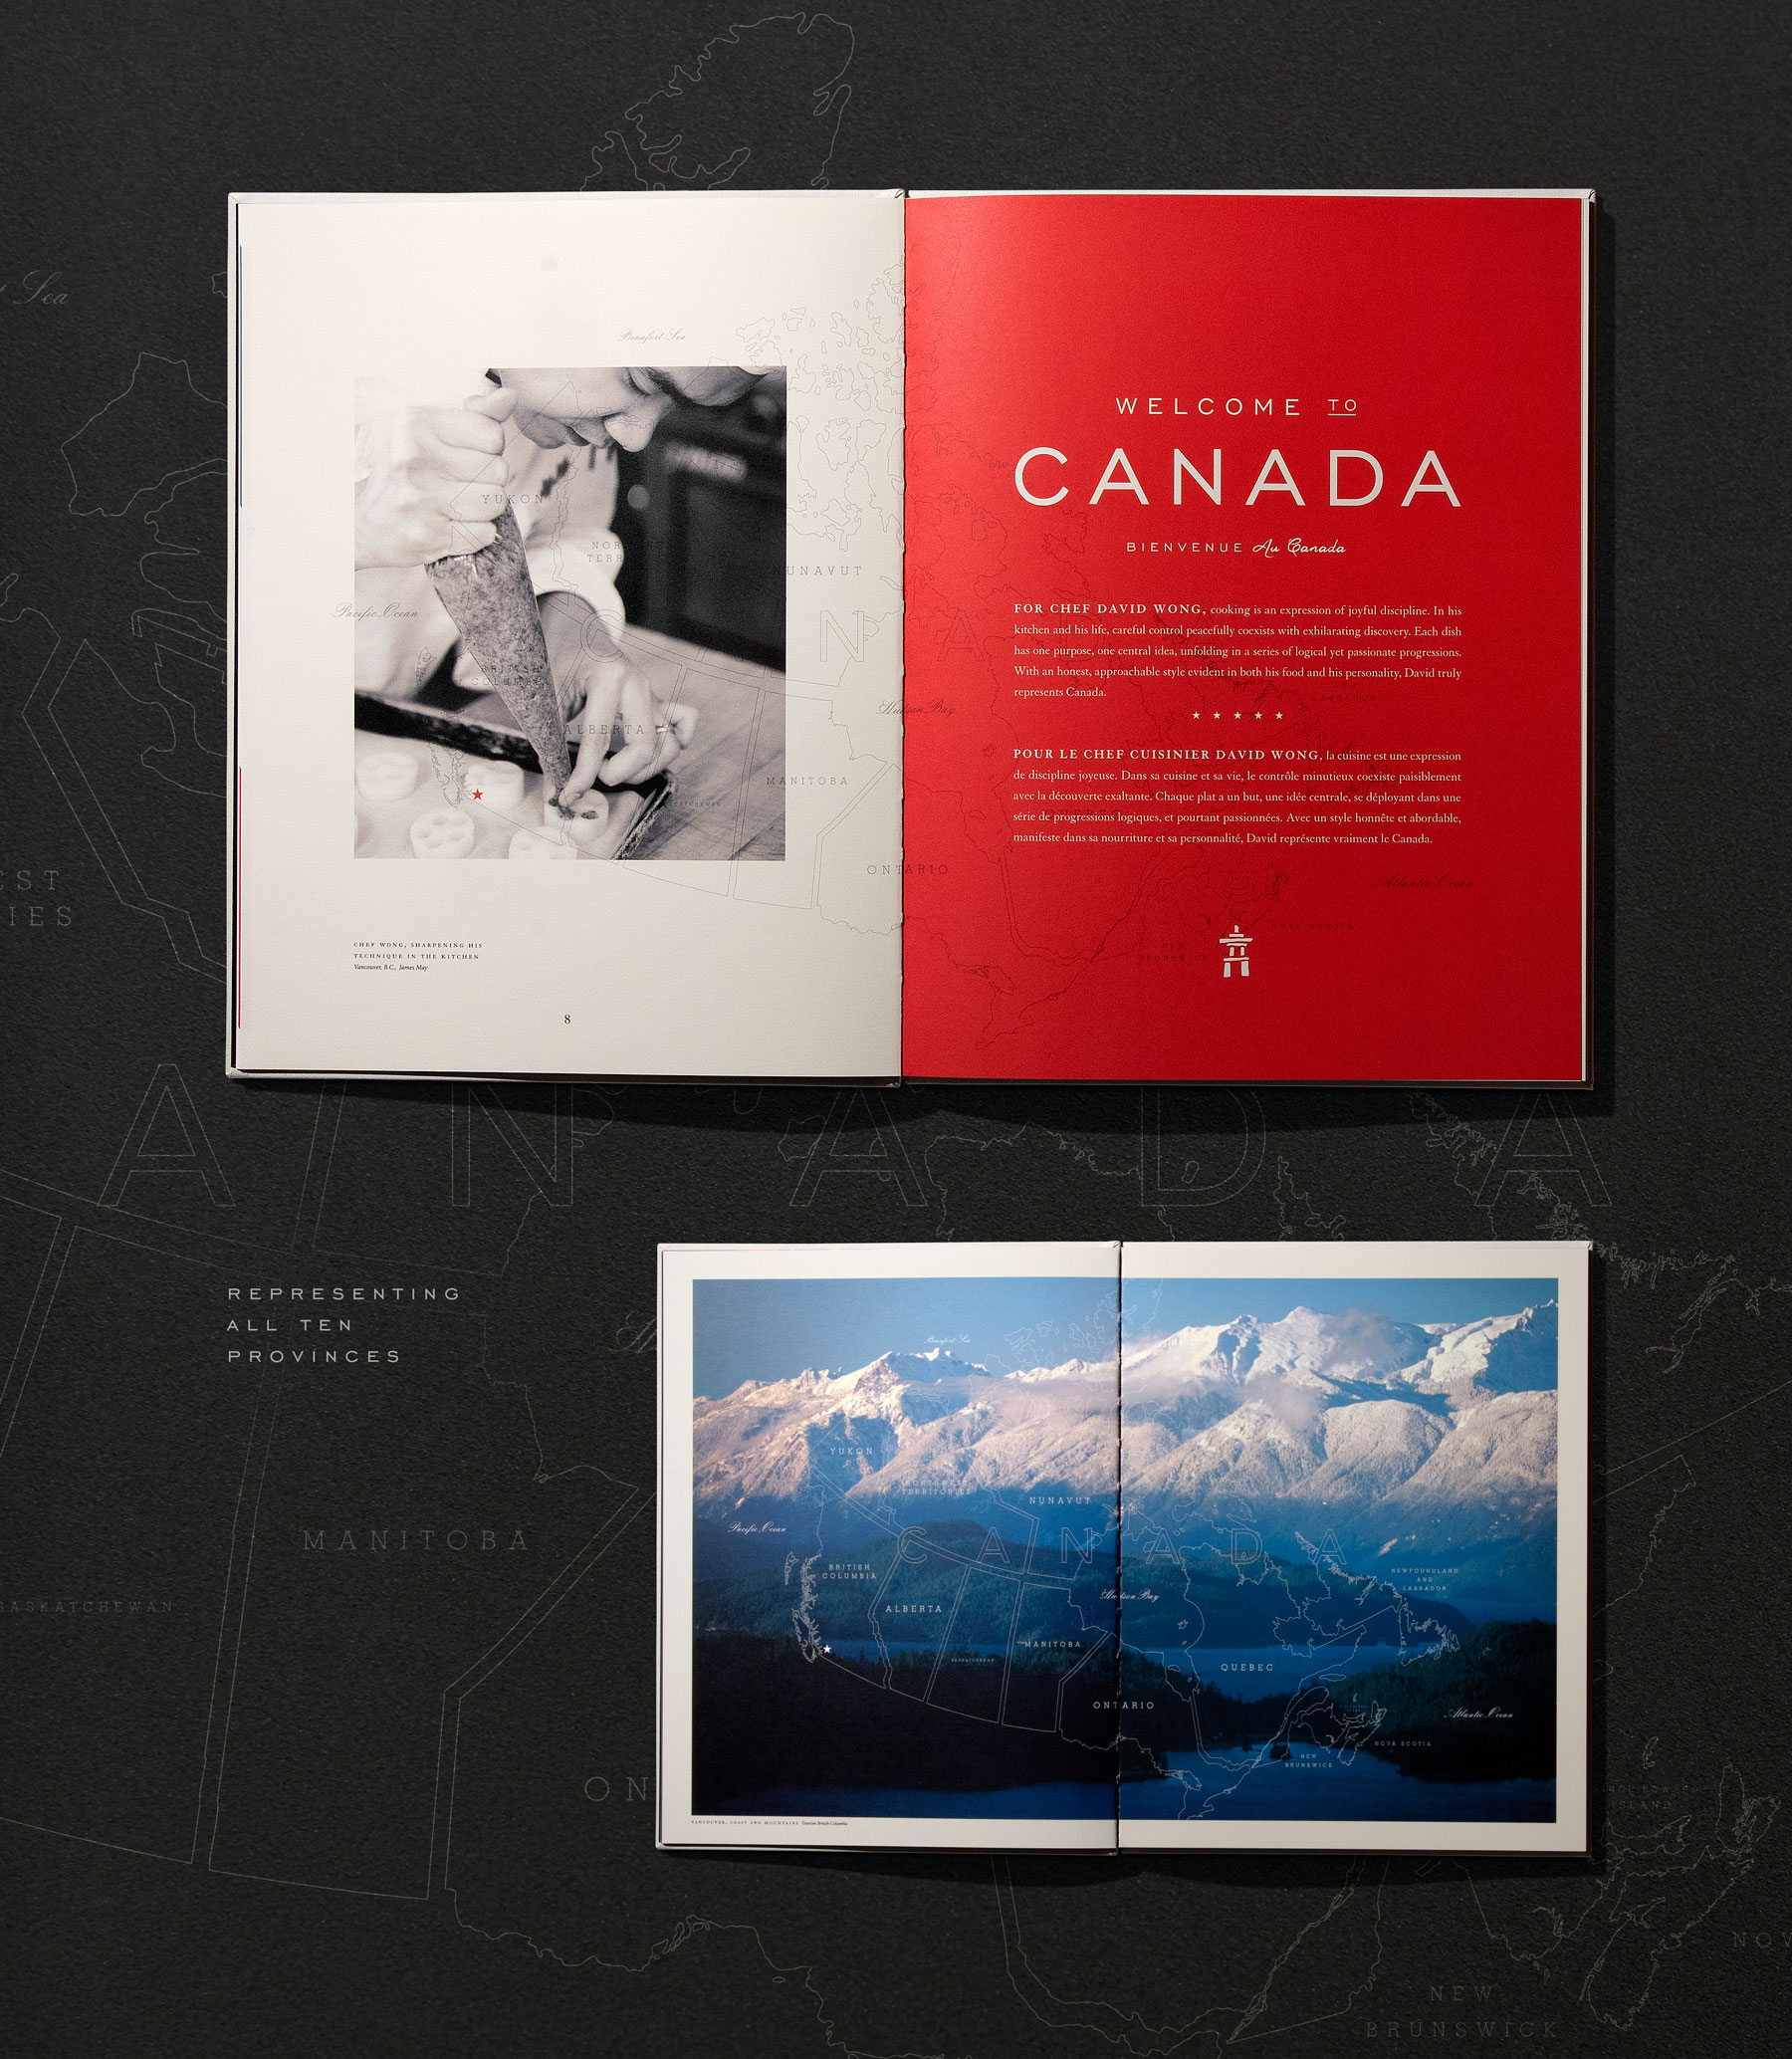 Sea
Beaufort Sea
YUKON
NUNAVUT
Pacific Ocean
C N A
BRITISH
COLUMBIA
ALBERTA
Hudson Bay
MANITOBA
SASKATCHEWAN
ONTARIO
CHEF WONG, SHARPENING HIS
TECHNIQUE IN THE KITCHEN
Vancouver, B.C., James May
8
WELCOME TO
CANADA
BIENVENUE Au Canada
FOR CHEF DAVID WONG, cooking is an expression of joyful discipline. In his
kitchen and his life, careful control peacefully coexists with exhilarating discovery. Each dish
has one purpose, one central idea, unfolding in a series of logical yet passionate progressions.
With an honest, approachable style evident in both his food and his personality, David truly
represents Canada.
★ ★ ★ ★ ★
POUR LE CHEF CUISINIER DAVID WONG, la cuisine est une expression
de discipline joyeuse. Dans sa cuisine et sa vie, le contrôle minutieux coexiste paisiblement
avec la découverte exaltante. Chaque plat a un but, une idée centrale, se déployant dans une
série de progressions logiques, et pourtant passionnées. Avec un style honnête et abordable,
manifeste dans sa nourriture et sa personnalité, David représente vraiment le Canada.
LABRADOR
QUEBEC
Atlantic Ocean
NOVA SCOTIA
NEW
BRUNSWICK
EST
IES
A N A D A
REPRESENTING
ALL TEN
PROVINCES
MANITOBA
SASKATCHEWAN
ON
Beaufort Sea
YUKON
NORTHWEST
TERRITORIES
NUNAVUT
Pacific Ocean
CANADA
BRITISH
COLUMBIA
NEWFOUNDLAND
AND
LABRADOR
Hudson Bay
ALBERTA
MANITOBA
SASKATCHEWAN
QUEBEC
ONTARIO
Atlantic Ocean
NOVA SCOTIA
NEW
BRUNSWICK
VANCOUVER, COAST AND MOUNTAINS Tourism British Columbia
ISLAND
NOV
NEW
BRUNSWICK